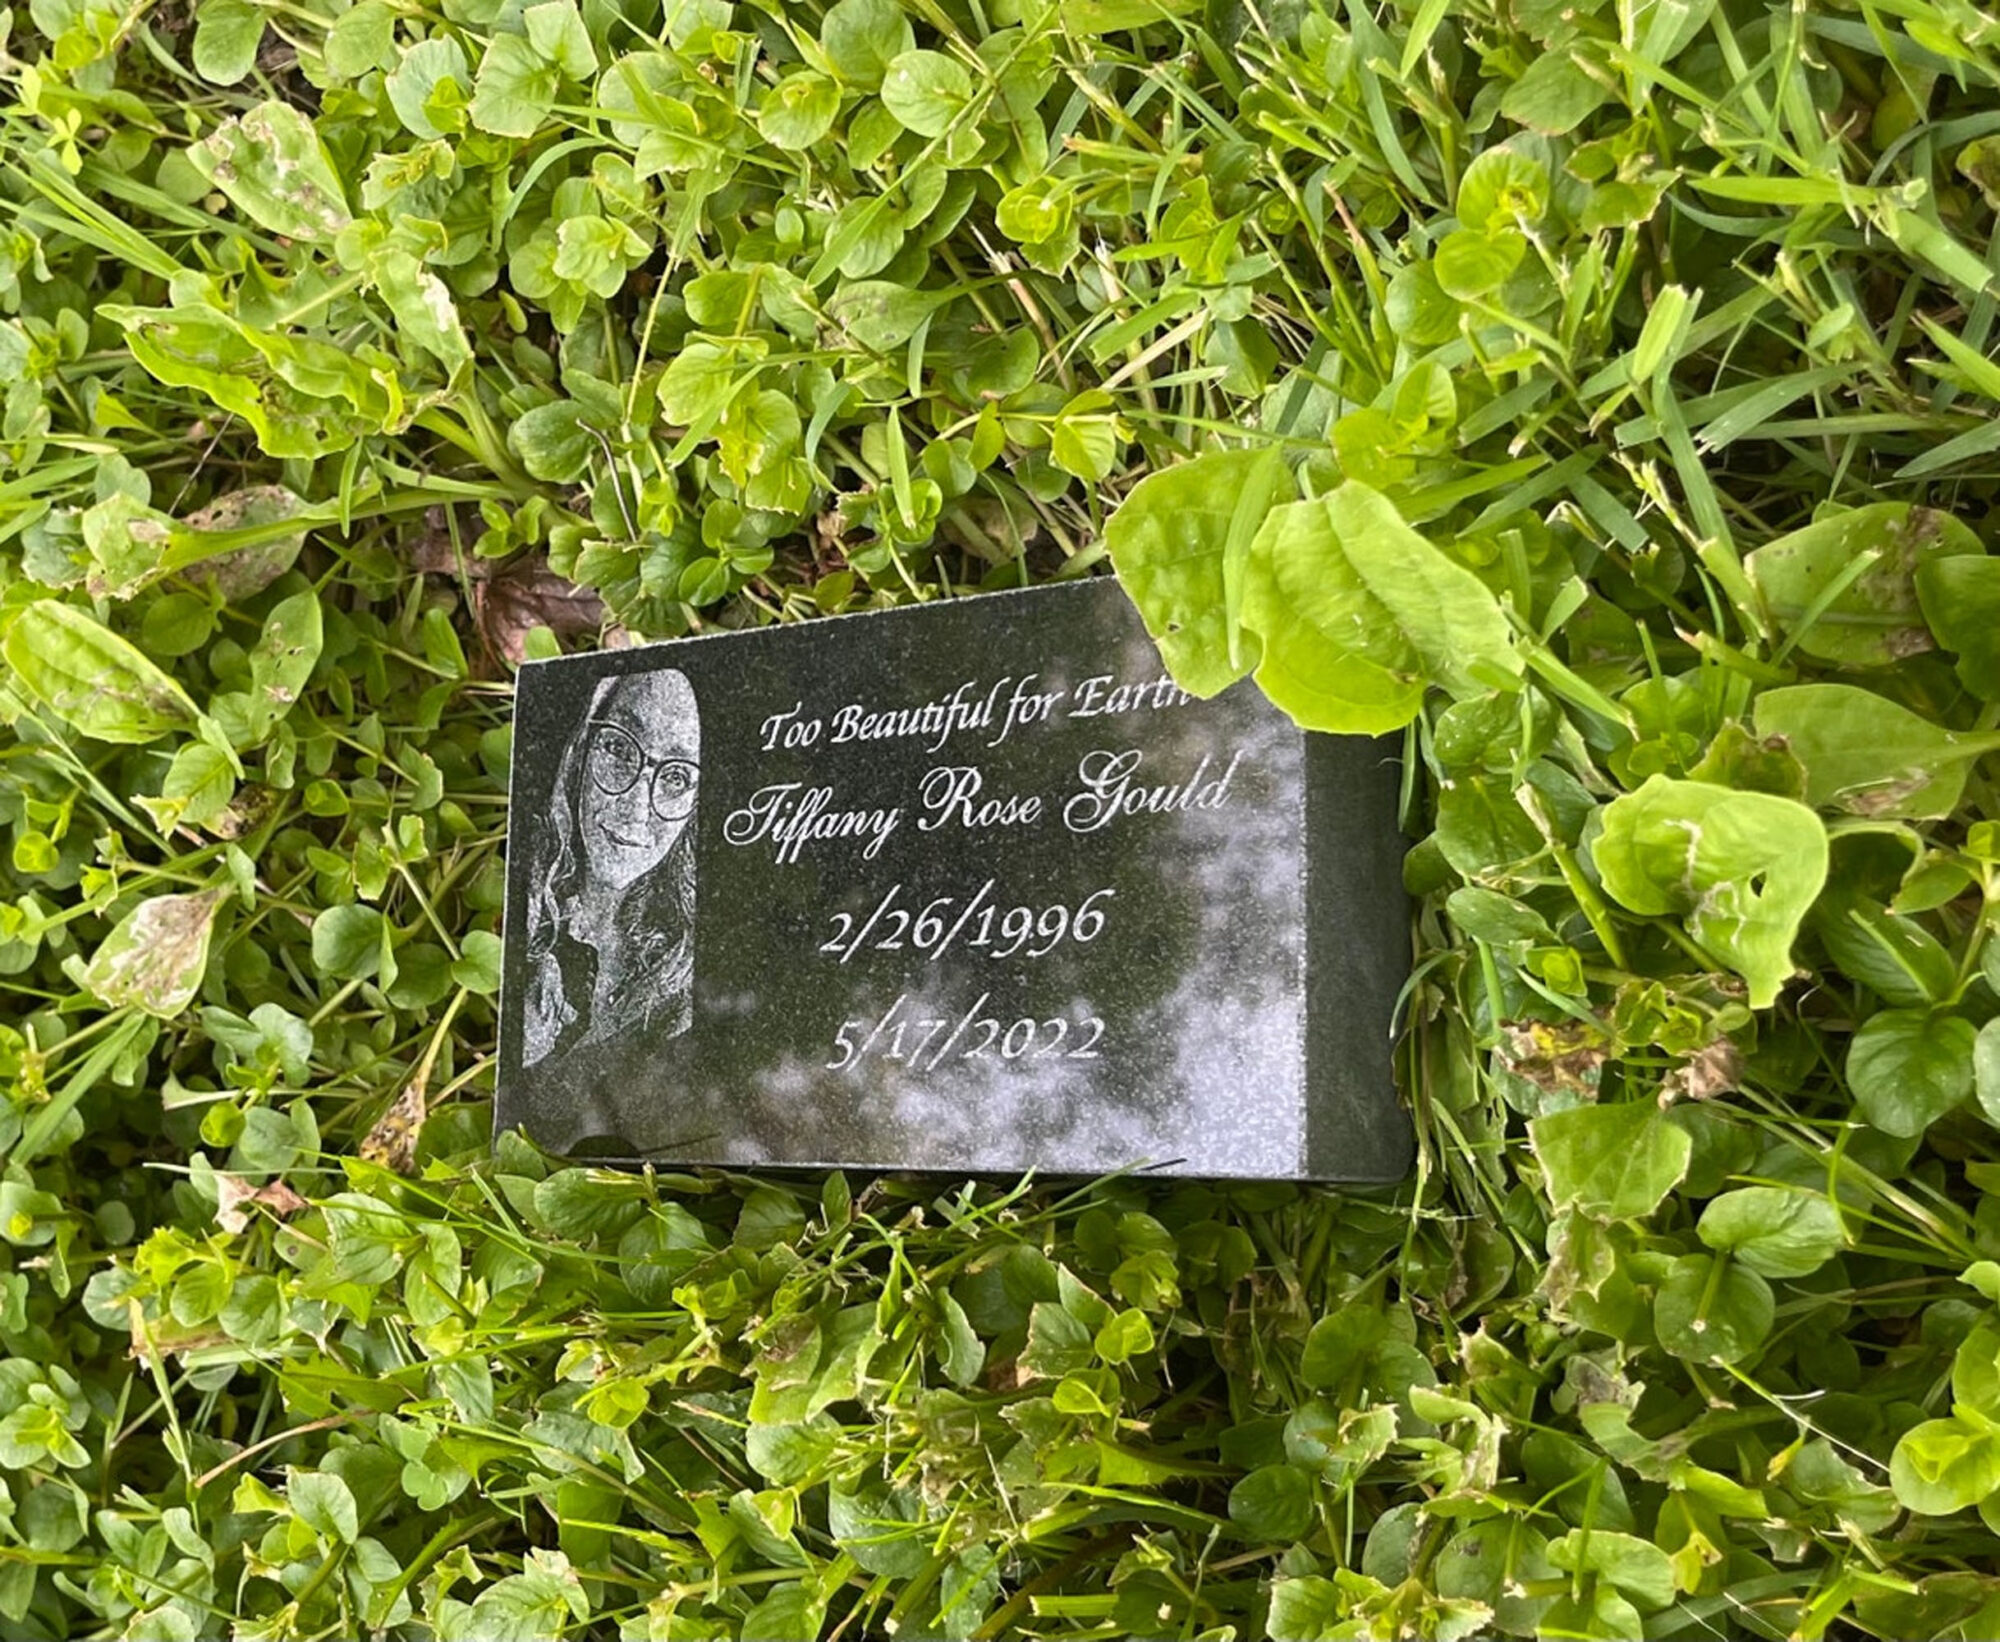 Too Beautiful for Earth
Tiffany Rose Gould
2/26/1996
5/17/2022